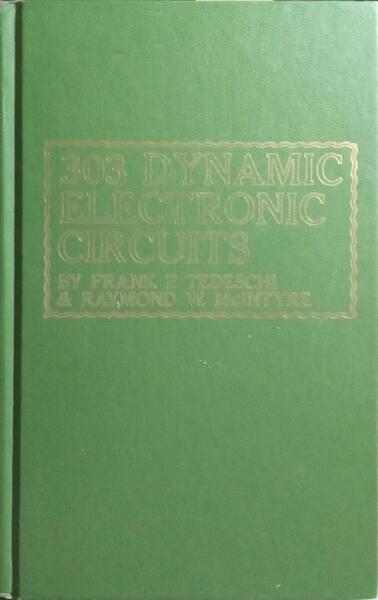 303 DYNAMIC
ELECTRONIC
CIRCUITS
BY FRANK P. TEDESCHI
& RAYMOND W. McINTYRE